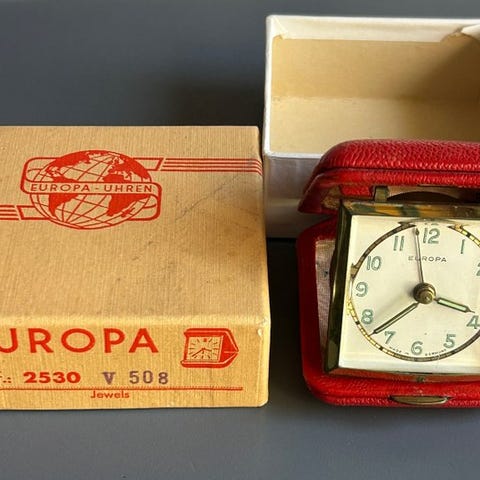 EUROPA-UHREN
UROPA
.: 2530 V 508
Jewels
EUROPA
12
1
2
4
5
6
7
8
9
10
11